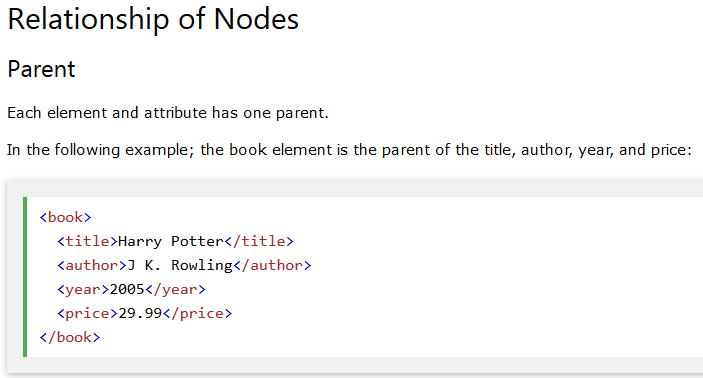 Relationship of Nodes
Parent
Each element and attribute has one parent.
In the following example; the book element is the parent of the title, author, year, and price:
<book>
  <title>Harry Potter</title>
  <author>J K. Rowling</author>
  <year>2005</year>
  <price>29.99</price>
</book>